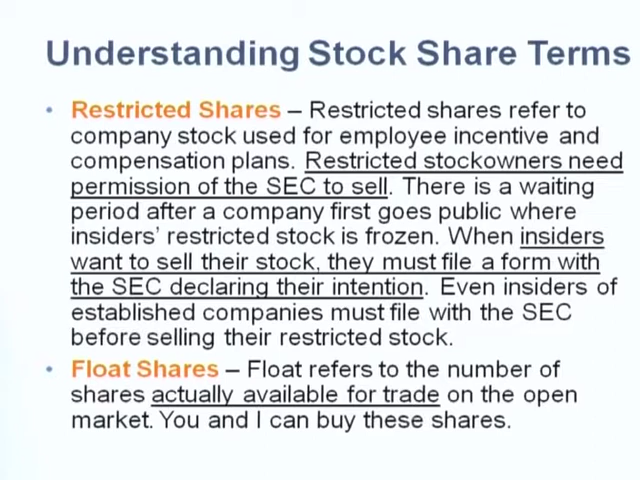 Understanding Stock Share Terms
• Restricted Shares – Restricted shares refer to
company stock used for employee incentive and
compensation plans. Restricted stockowners need
permission of the SEC to sell. There is a waiting
period after a company first goes public where
insiders' restricted stock is frozen. When insiders
want to sell their stock, they must file a form with
the SEC declaring their intention. Even insiders of
established companies must file with the SEC
before selling their restricted stock.
• Float Shares – Float refers to the number of
shares actually available for trade on the open
market. You and I can buy these shares.